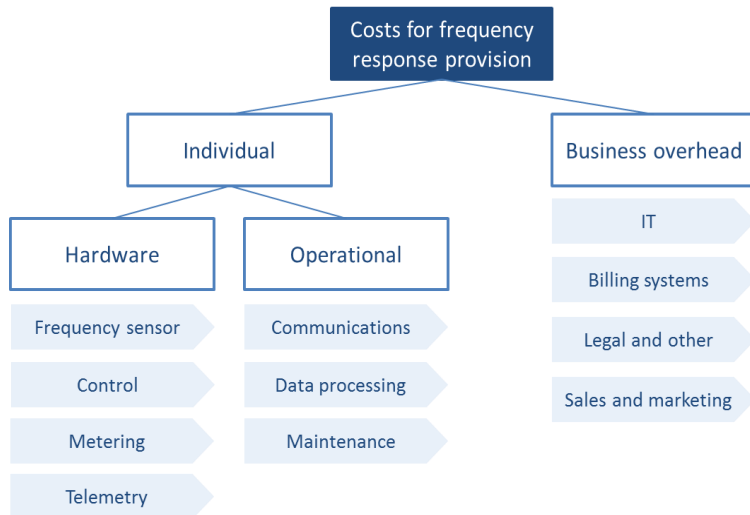 Costs for frequency
response provision
Individual
Business overhead
Hardware
Operational
IT
Billing systems
Legal and other
Sales and marketing
Frequency sensor
Control
Metering
Telemetry
Communications
Data processing
Maintenance